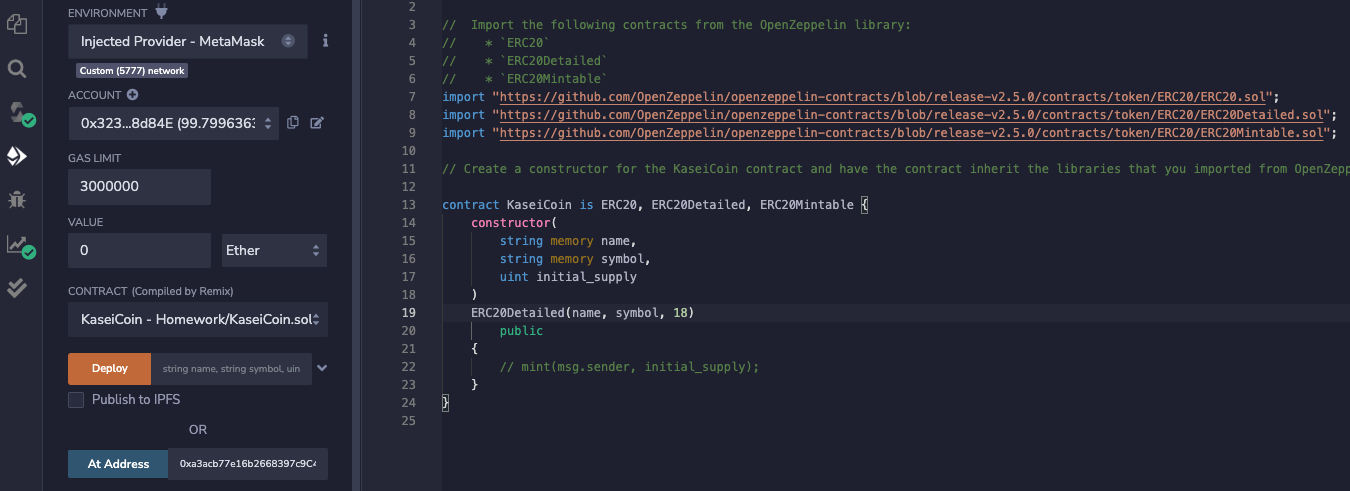 ENVIRONMENT
Injected Provider - MetaMask
i
Custom (5777) network
ACCOUNT
0x323...8d84E (99.7996363
GAS LIMIT
3000000
VALUE
0
Ether
CONTRACT (Compiled by Remix)
KaseiCoin - Homework/KaseiCoin.sol
Deploy
string name, string symbol, uin
Publish to IPFS
OR
At Address
0xa3acb77e16b2668397c9C4
2
3 //  Import the following contracts from the OpenZeppelin library:
4 //    * `ERC20`
5 //    * `ERC20Detailed`
6 //    * `ERC20Mintable`
7 import "https://github.com/OpenZeppelin/openzeppelin-contracts/blob/release-v2.5.0/contracts/token/ERC20/ERC20.sol";
8 import "https://github.com/OpenZeppelin/openzeppelin-contracts/blob/release-v2.5.0/contracts/token/ERC20/ERC20Detailed.sol";
9 import "https://github.com/OpenZeppelin/openzeppelin-contracts/blob/release-v2.5.0/contracts/token/ERC20/ERC20Mintable.sol";
10
11 // Create a constructor for the KaseiCoin contract and have the contract inherit the libraries that you imported from OpenZepp
12
13 contract KaseiCoin is ERC20, ERC20Detailed, ERC20Mintable {
14     constructor(
15         string memory name,
16         string memory symbol,
17         uint initial_supply
18     )
19     ERC20Detailed(name, symbol, 18)
20         public
21     {
22         // mint(msg.sender, initial_supply);
23     }
24 }
25